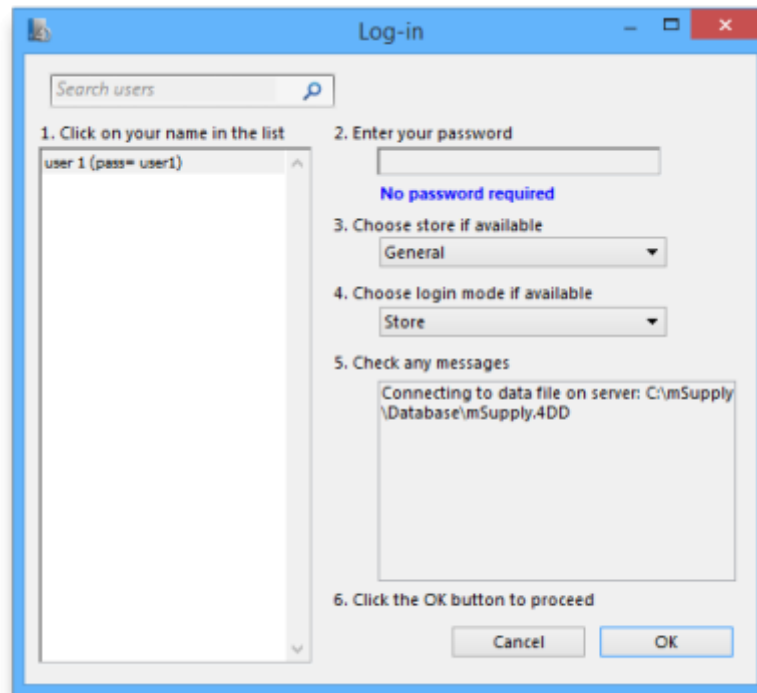 Log-in
Search users
1. Click on your name in the list
user 1 (pass= user1)
2. Enter your password
No password required
3. Choose store if available
General
4. Choose login mode if available
Store
5. Check any messages
Connecting to data file on server: C:\mSupply
\Database\mSupply.4DD
6. Click the OK button to proceed
Cancel
OK